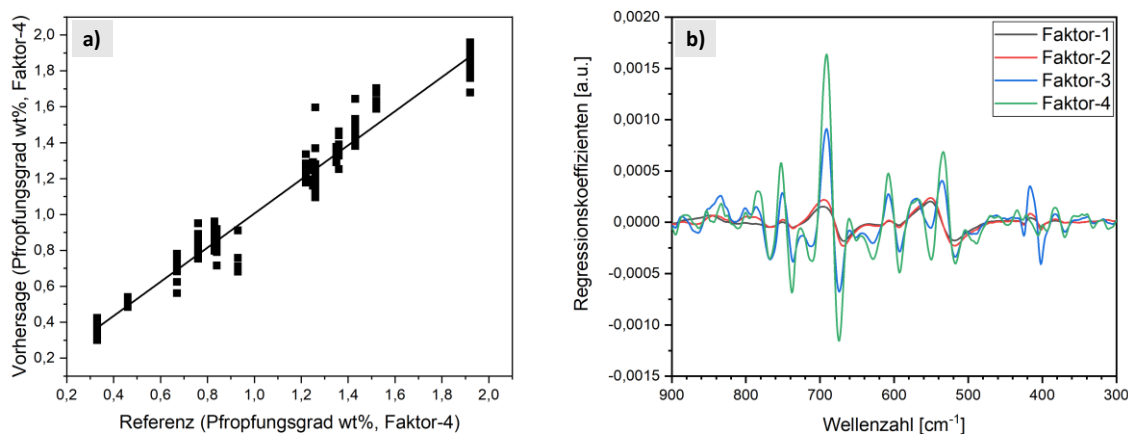 a)
Vorhersage (Pfropfungsgrad wt%, Faktor-4)
2,0
1,8
1,6
1,4
1,2
1,0
0,8
0,6
0,4
0,2
0,2 0,4 0,6 0,8 1,0 1,2 1,4 1,6 1,8 2,0
Referenz (Pfropfungsgrad wt%, Faktor-4)
b)
Regressionskoeffizienten [a.u.]
0,0020
0,0015
0,0010
0,0005
0,0000
-0,0005
-0,0010
-0,0015
Faktor-1
Faktor-2
Faktor-3
Faktor-4
900 800 700 600 500 400 300
Wellenzahl [cm⁻¹]